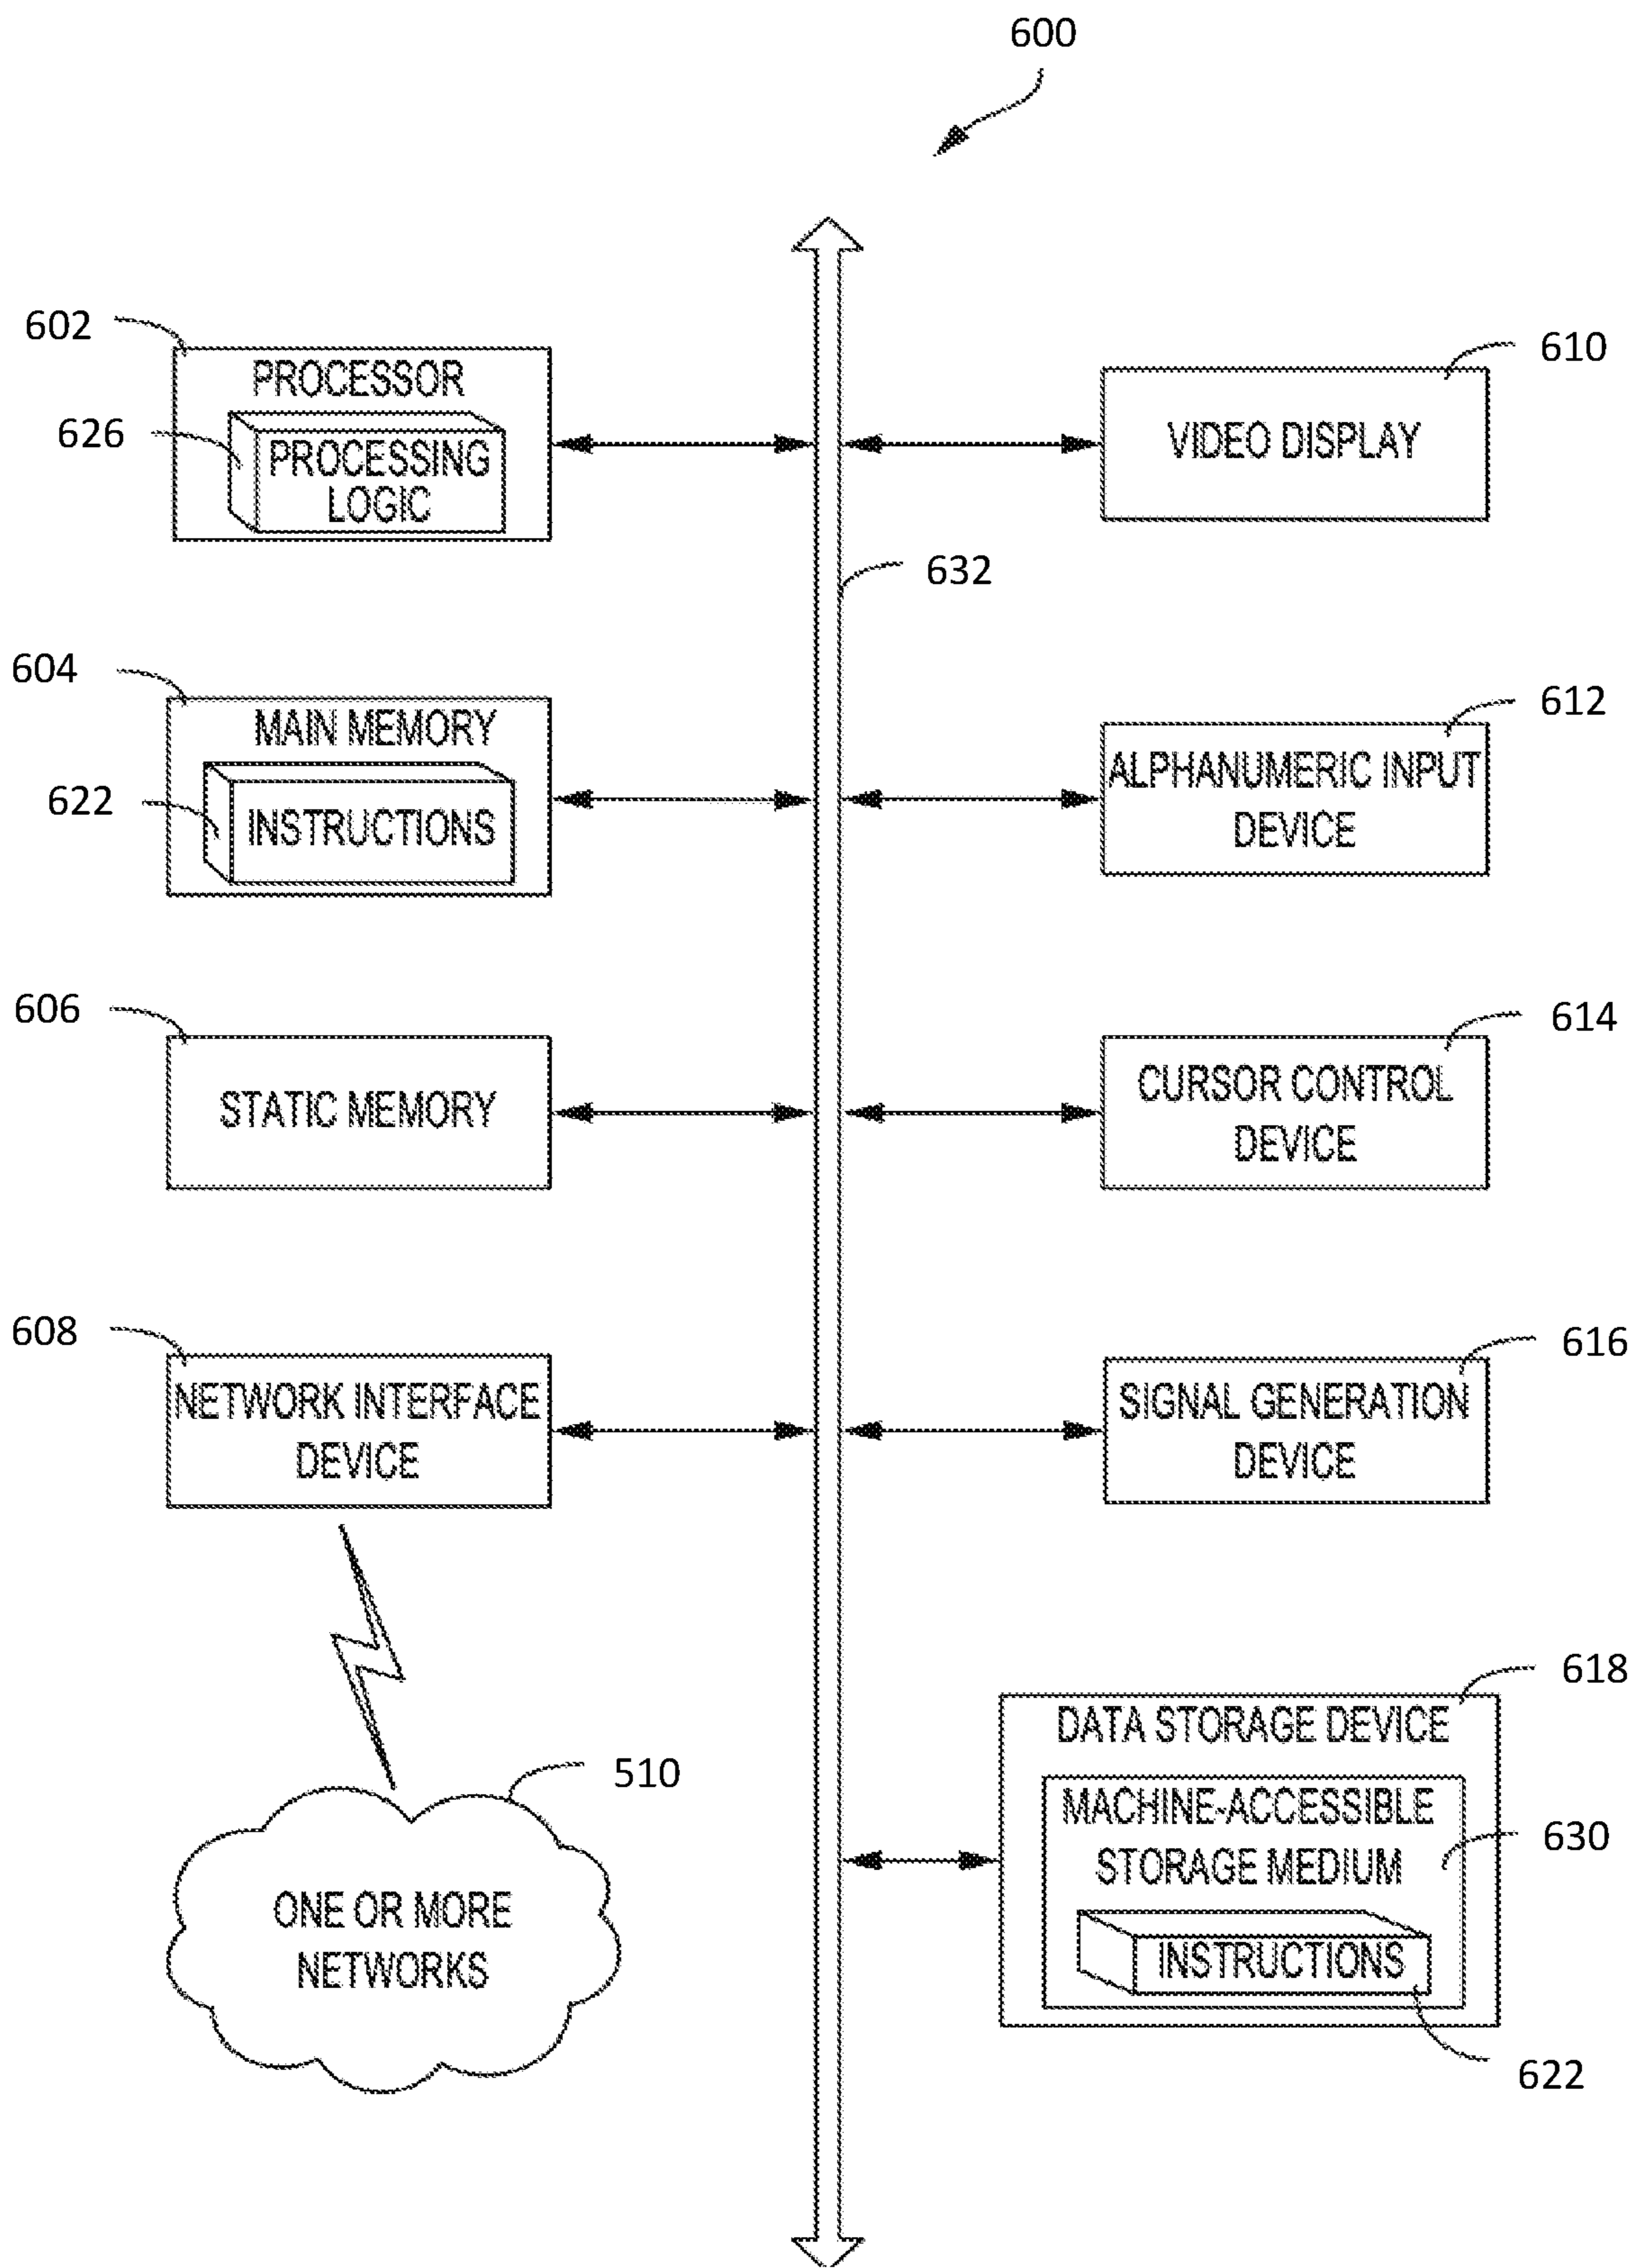 600
602
PROCESSOR
626
PROCESSING
LOGIC
610
VIDEO DISPLAY
632
604
MAIN MEMORY
622
INSTRUCTIONS
612
ALPHANUMERIC INPUT
DEVICE
606
STATIC MEMORY
614
CURSOR CONTROL
DEVICE
608
NETWORK INTERFACE
DEVICE
616
SIGNAL GENERATION
DEVICE
510
ONE OR MORE
NETWORKS
618
DATA STORAGE DEVICE
MACHINE-ACCESSIBLE
STORAGE MEDIUM
630
INSTRUCTIONS
622